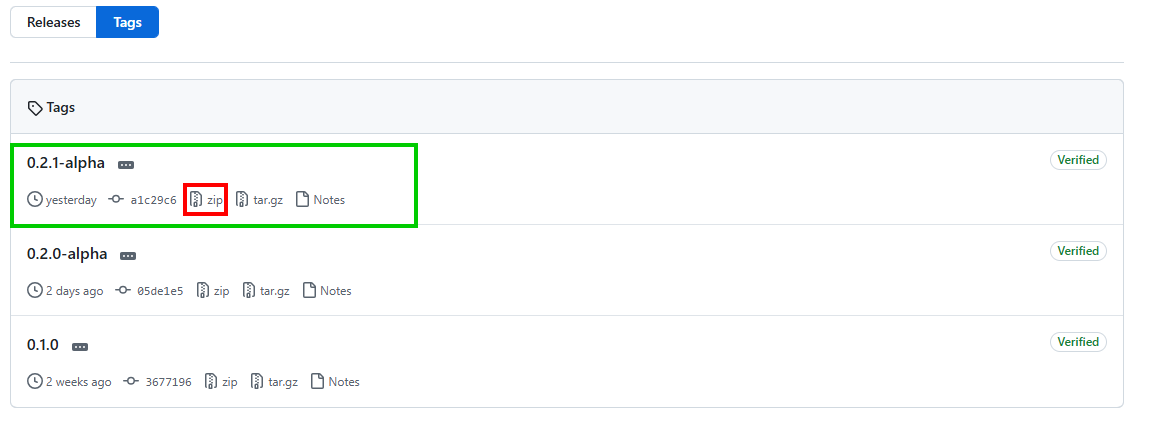 Releases Tags
Tags
0.2.1-alpha ... Verified
yesterday a1c29c6 zip tar.gz Notes
0.2.0-alpha ... Verified
2 days ago 05de1e5 zip tar.gz Notes
0.1.0 ... Verified
2 weeks ago 3677196 zip tar.gz Notes